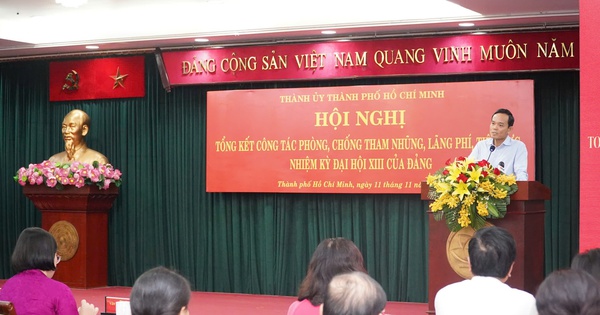 ĐẢNG CỘNG SẢN VIỆT NAM QUANG VINH MUÔN NĂM
THÀNH ỦY THÀNH PHỐ HỒ CHÍ MINH
HỘI NGHỊ
TỔNG KẾT CÔNG TÁC PHÒNG, CHỐNG THAM NHŨNG, LÃNG PHÍ,
NHIỆM KỲ ĐẠI HỘI XIII CỦA ĐẢNG
Thành phố Hồ Chí Minh, ngày 11 tháng 11
TO